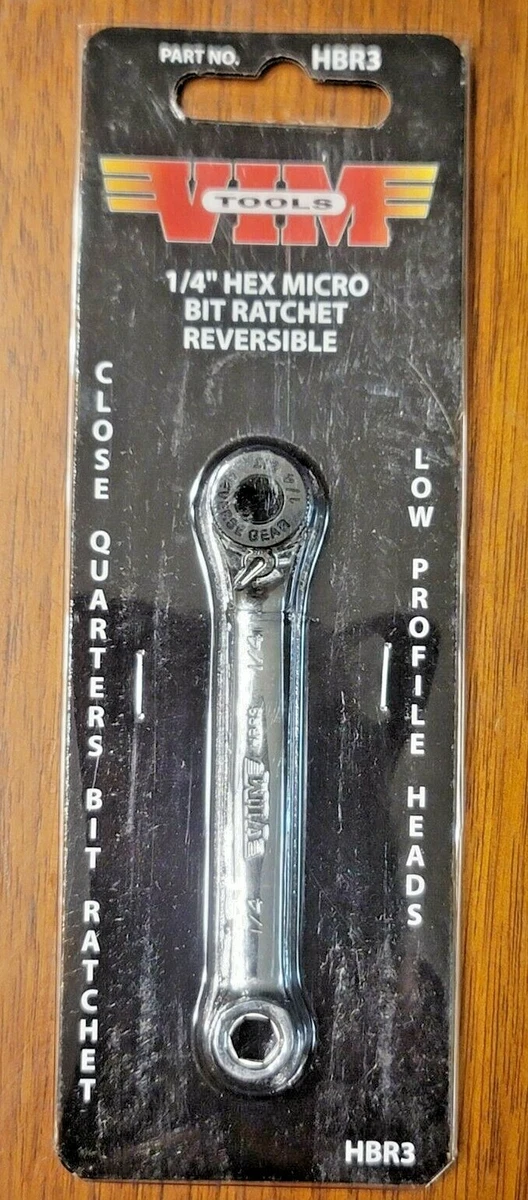 PART NO. HBR3
VIM
TOOLS
1/4" HEX MICRO
BIT RATCHET
REVERSIBLE
CLOSE QUARTERS BIT RATCHET
LOW PROFILE HEADS
GEAR
1/4
VIM
1/4
HBR3